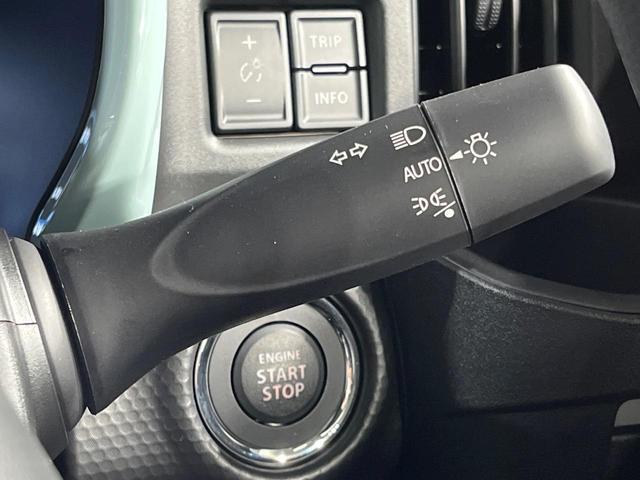 +
TRIP
-
INFO
AUTO
ENGINE
START
STOP